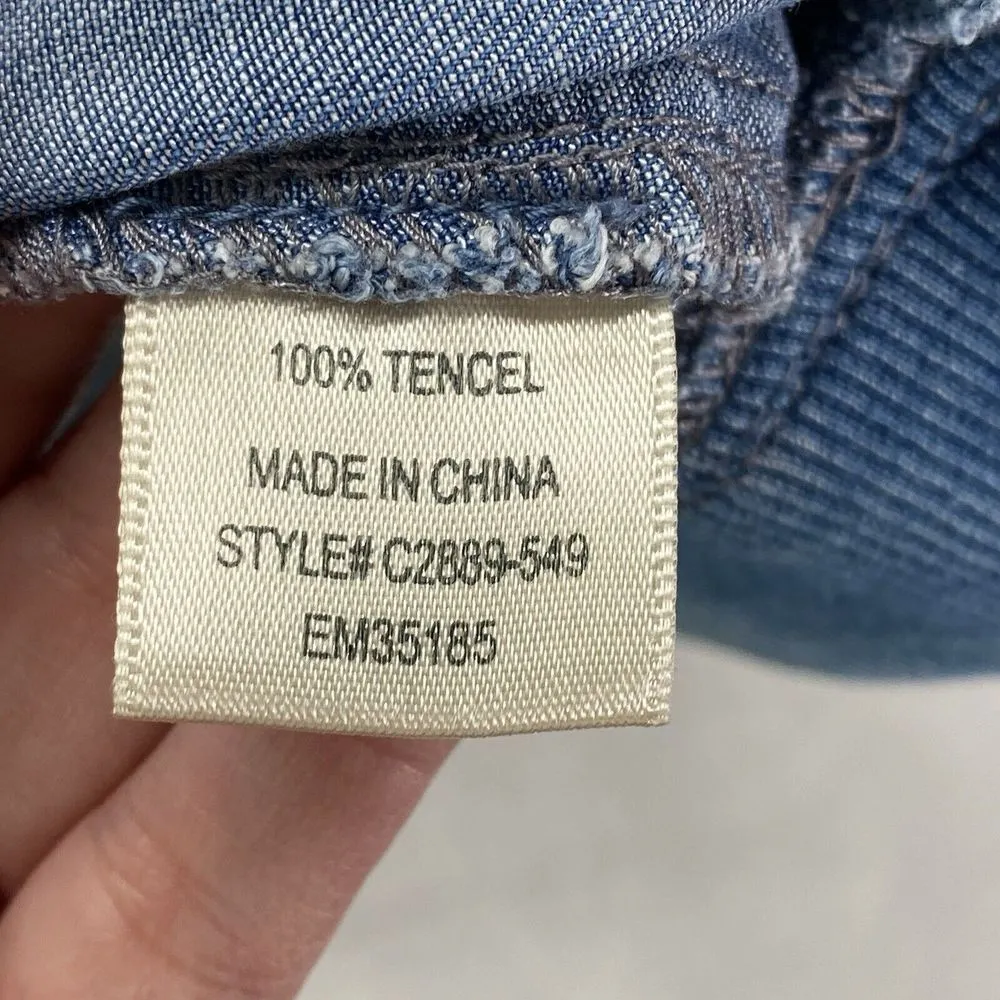 100% TENCEL
MADE IN CHINA
STYLE# C2889-549
EM35185